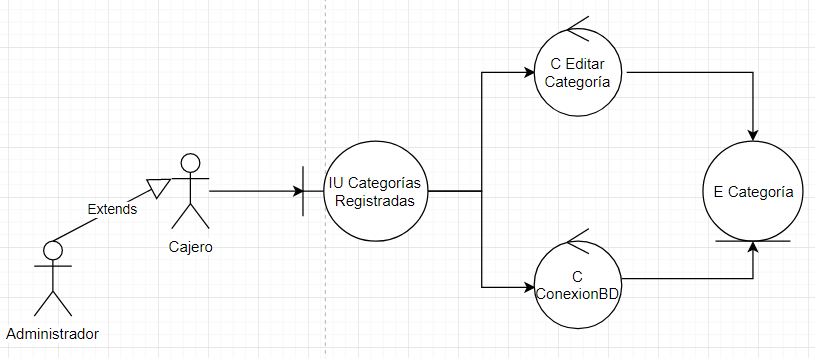 C Editar
Categoría
IU Categorías
Registradas
E Categoría
Extends
Cajero
C
ConexionBD
Administrador